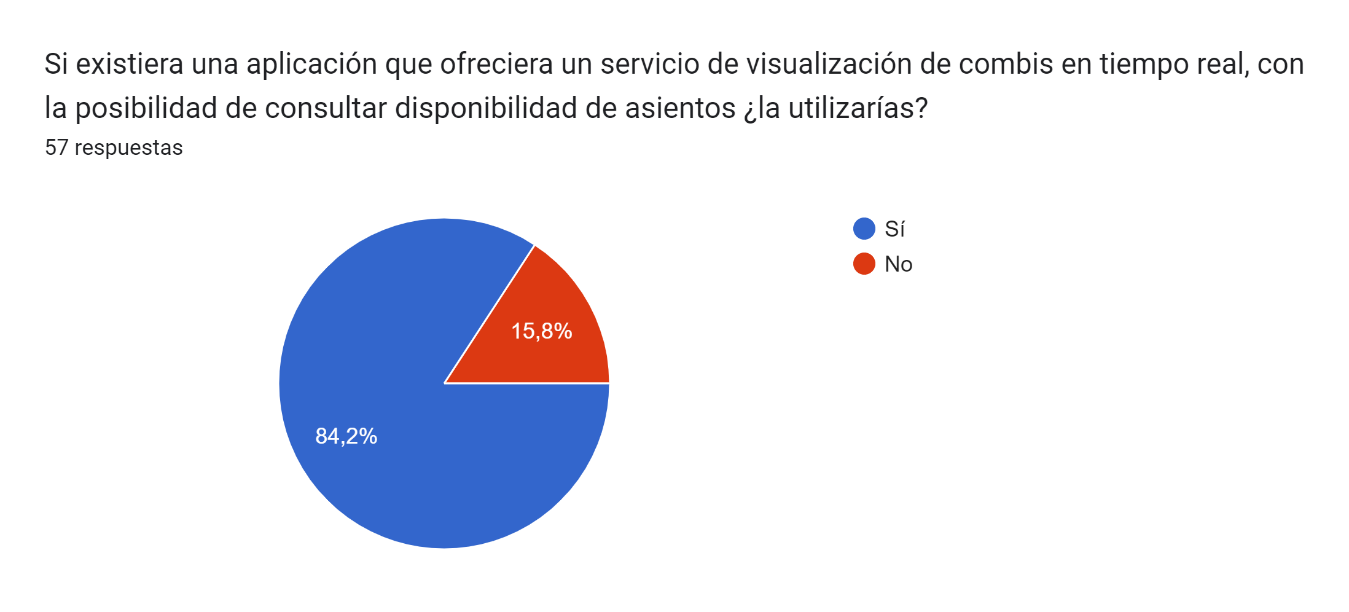 Si existiera una aplicación que ofreciera un servicio de visualización de combis en tiempo real, con
la posibilidad de consultar disponibilidad de asientos ¿la utilizarías?
57 respuestas
Sí
No
15,8%
84,2%